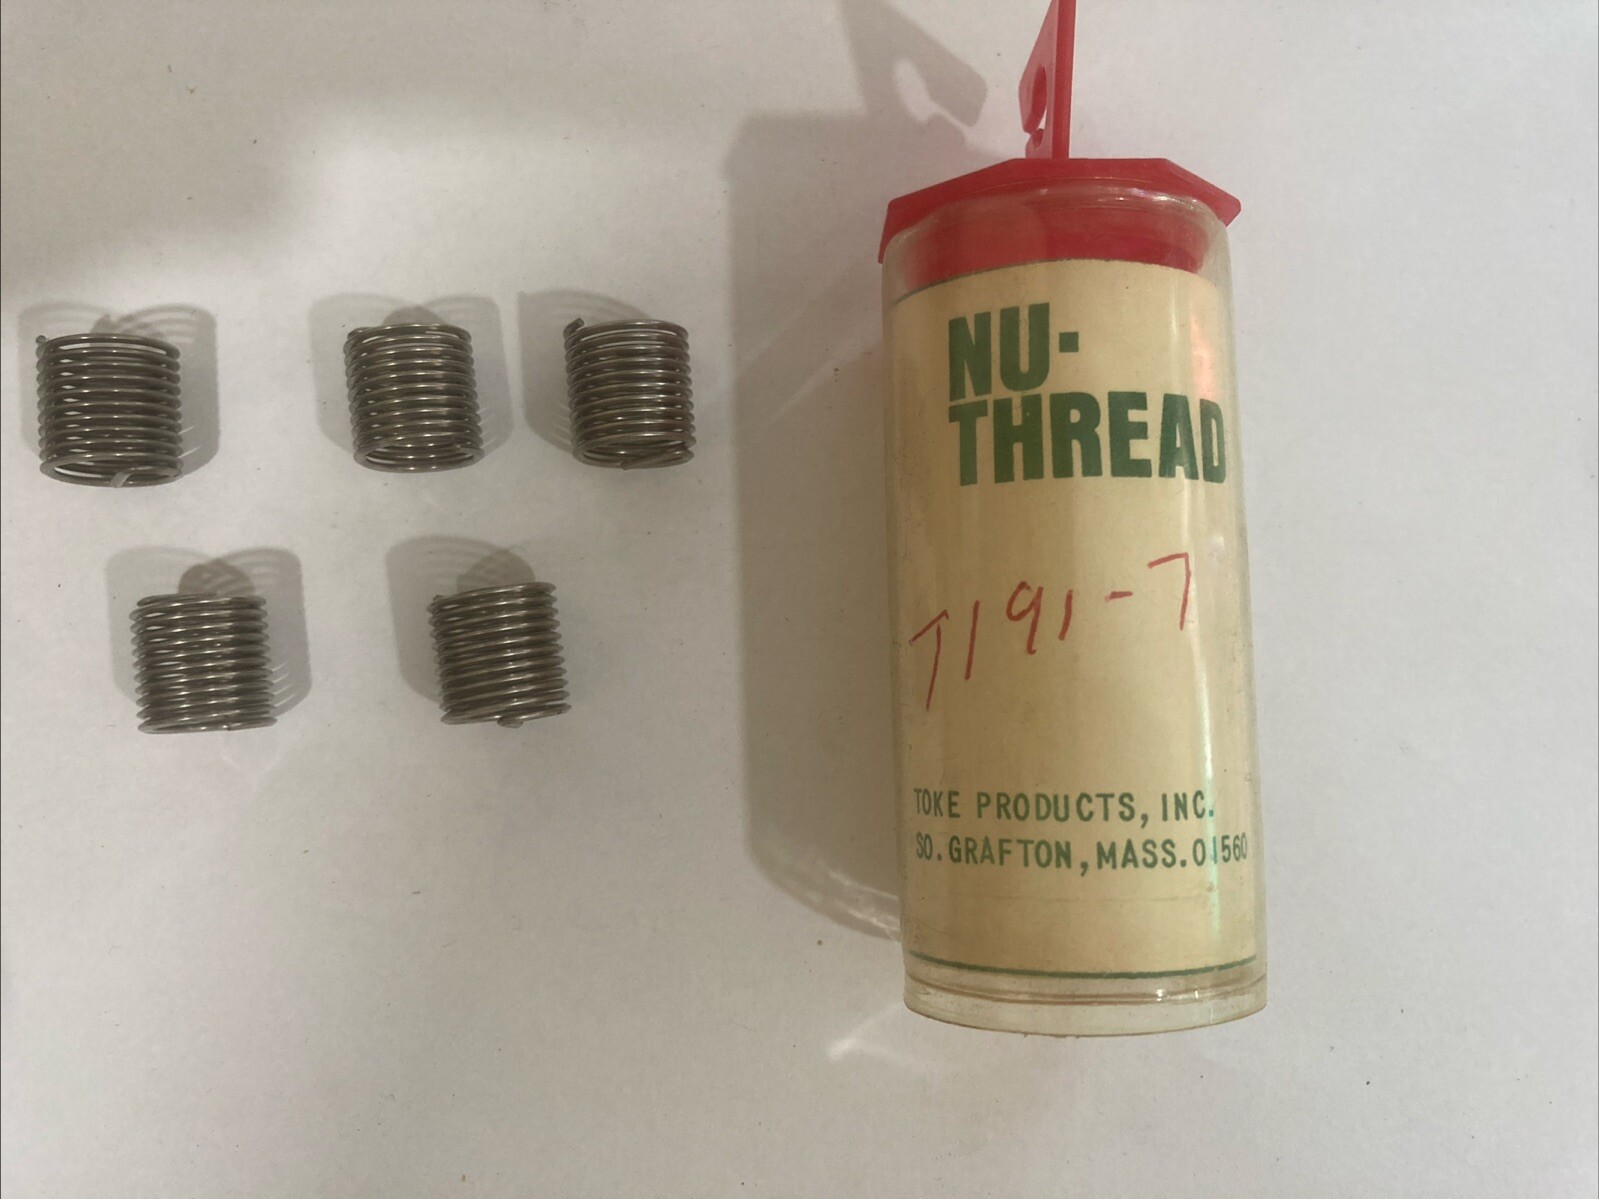 NU-
THREAD
T191-7
TOKE PRODUCTS, INC.
SO. GRAFTON, MASS. 01560